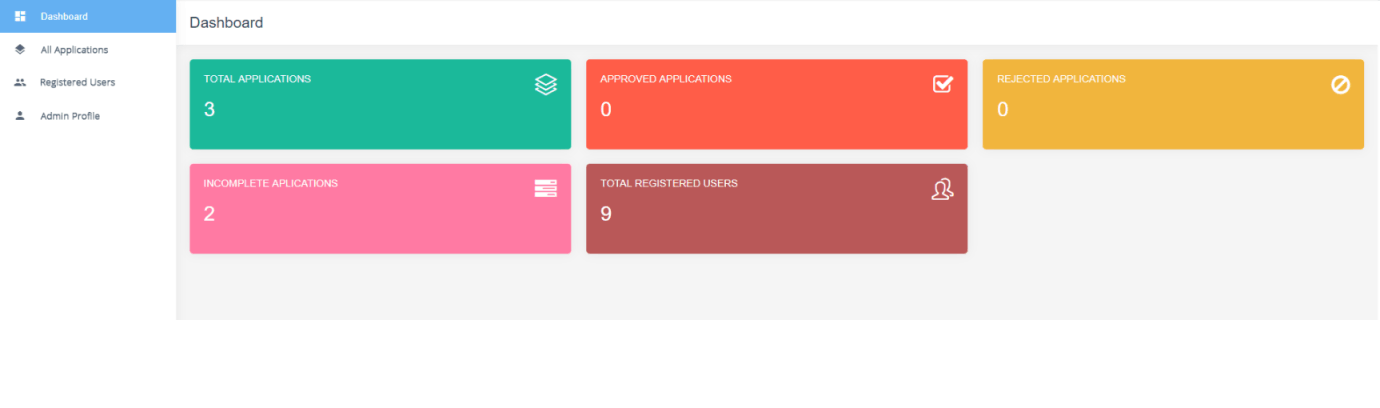 Dashboard
All Applications
Registered Users
Admin Profile
Dashboard
TOTAL APPLICATIONS
3
APPROVED APPLICATIONS
0
REJECTED APPLICATIONS
0
INCOMPLETE APLICATIONS
2
TOTAL REGISTERED USERS
9